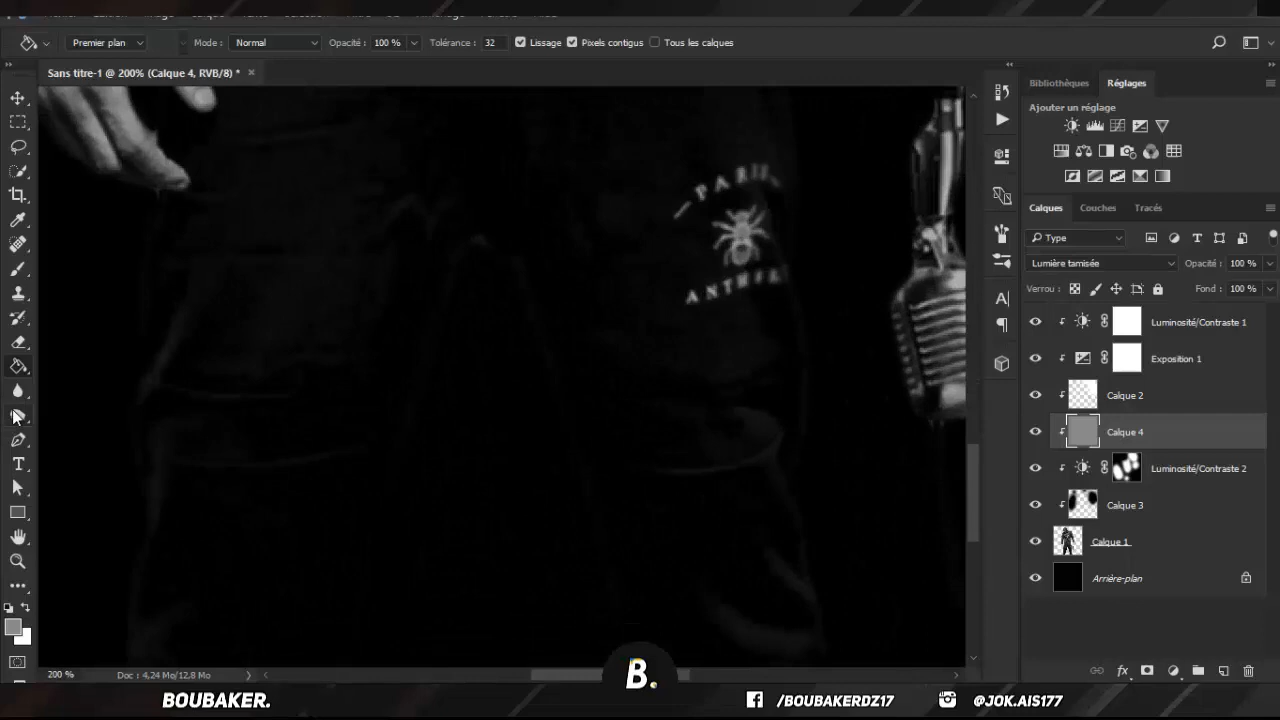 Premier plan Mode : Normal Opacité : 100 % Tolérance : 32 Lissage Pixels contigus Tous les calques
Sans titre-1 @ 200% (Calque 4, RVB/8) *
Bibliothèques Réglages
Ajouter un réglage
Calques Couches Tracés
Type
Lumière tamisée Opacité : 100 %
Verrou : Fond : 100 %
Luminosité/Contraste 1
Exposition 1
Calque 2
Calque 4
Luminosité/Contraste 2
Calque 3
Calque 1
Arrière-plan
200 % Doc : 4,24 Mo/12,8 Mo
B.
BOUBAKER. /BOUBAKERDZ17 @JOK.AIS177